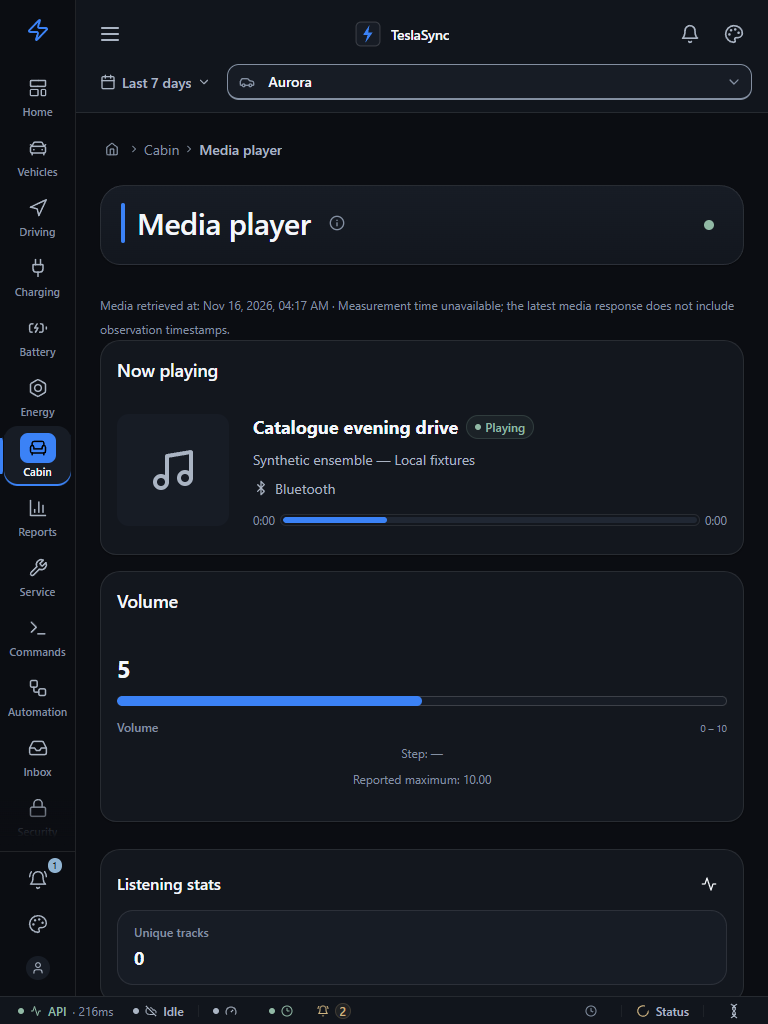 TeslaSync
Last 7 days
Aurora
Home
Vehicles
Driving
Charging
Battery
Energy
Cabin
Reports
Service
Commands
Automation
Inbox
Security
1
Cabin
Media player
Media player
Media retrieved at: Nov 16, 2026, 04:17 AM · Measurement time unavailable; the latest media response does not include
observation timestamps.
Now playing
Catalogue evening drive
Playing
Synthetic ensemble — Local fixtures
Bluetooth
0:00
0:00
Volume
5
Volume
0 – 10
Step: —
Reported maximum: 10.00
Listening stats
Unique tracks
0
API · 216ms
Idle
2
Status